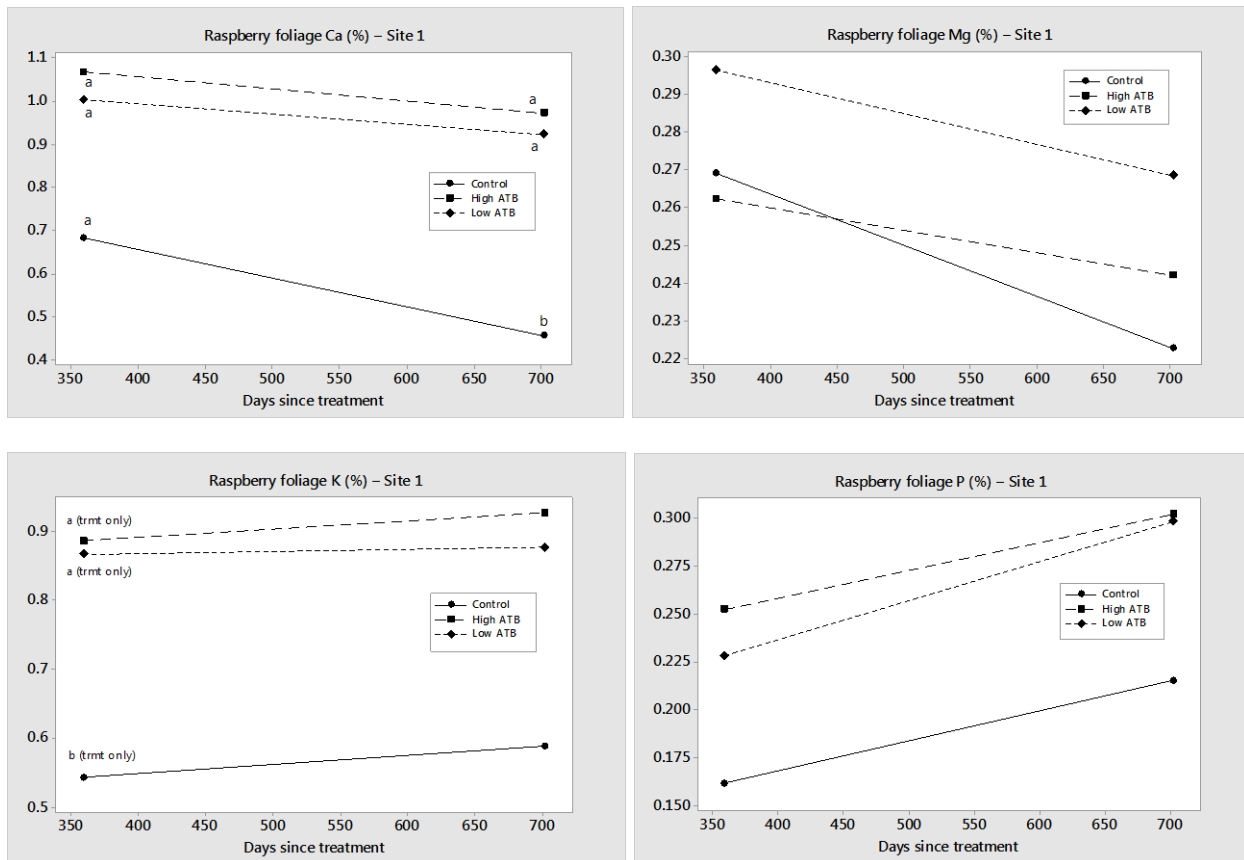 Raspberry foliage Ca (%) – Site 1
1.1
1.0
0.9
0.8
0.7
0.6
0.5
0.4
a
a
a
a
a
b
Control
High ATB
Low ATB
350 400 450 500 550 600 650 700
Days since treatment
Raspberry foliage Mg (%) – Site 1
0.30
0.29
0.28
0.27
0.26
0.25
0.24
0.23
0.22
Control
High ATB
Low ATB
350 400 450 500 550 600 650 700
Days since treatment
Raspberry foliage K (%) – Site 1
0.9
0.8
0.7
0.6
0.5
a (trmt only)
a (trmt only)
b (trmt only)
Control
High ATB
Low ATB
350 400 450 500 550 600 650 700
Days since treatment
Raspberry foliage P (%) – Site 1
0.300
0.275
0.250
0.225
0.200
0.175
0.150
Control
High ATB
Low ATB
350 400 450 500 550 600 650 700
Days since treatment